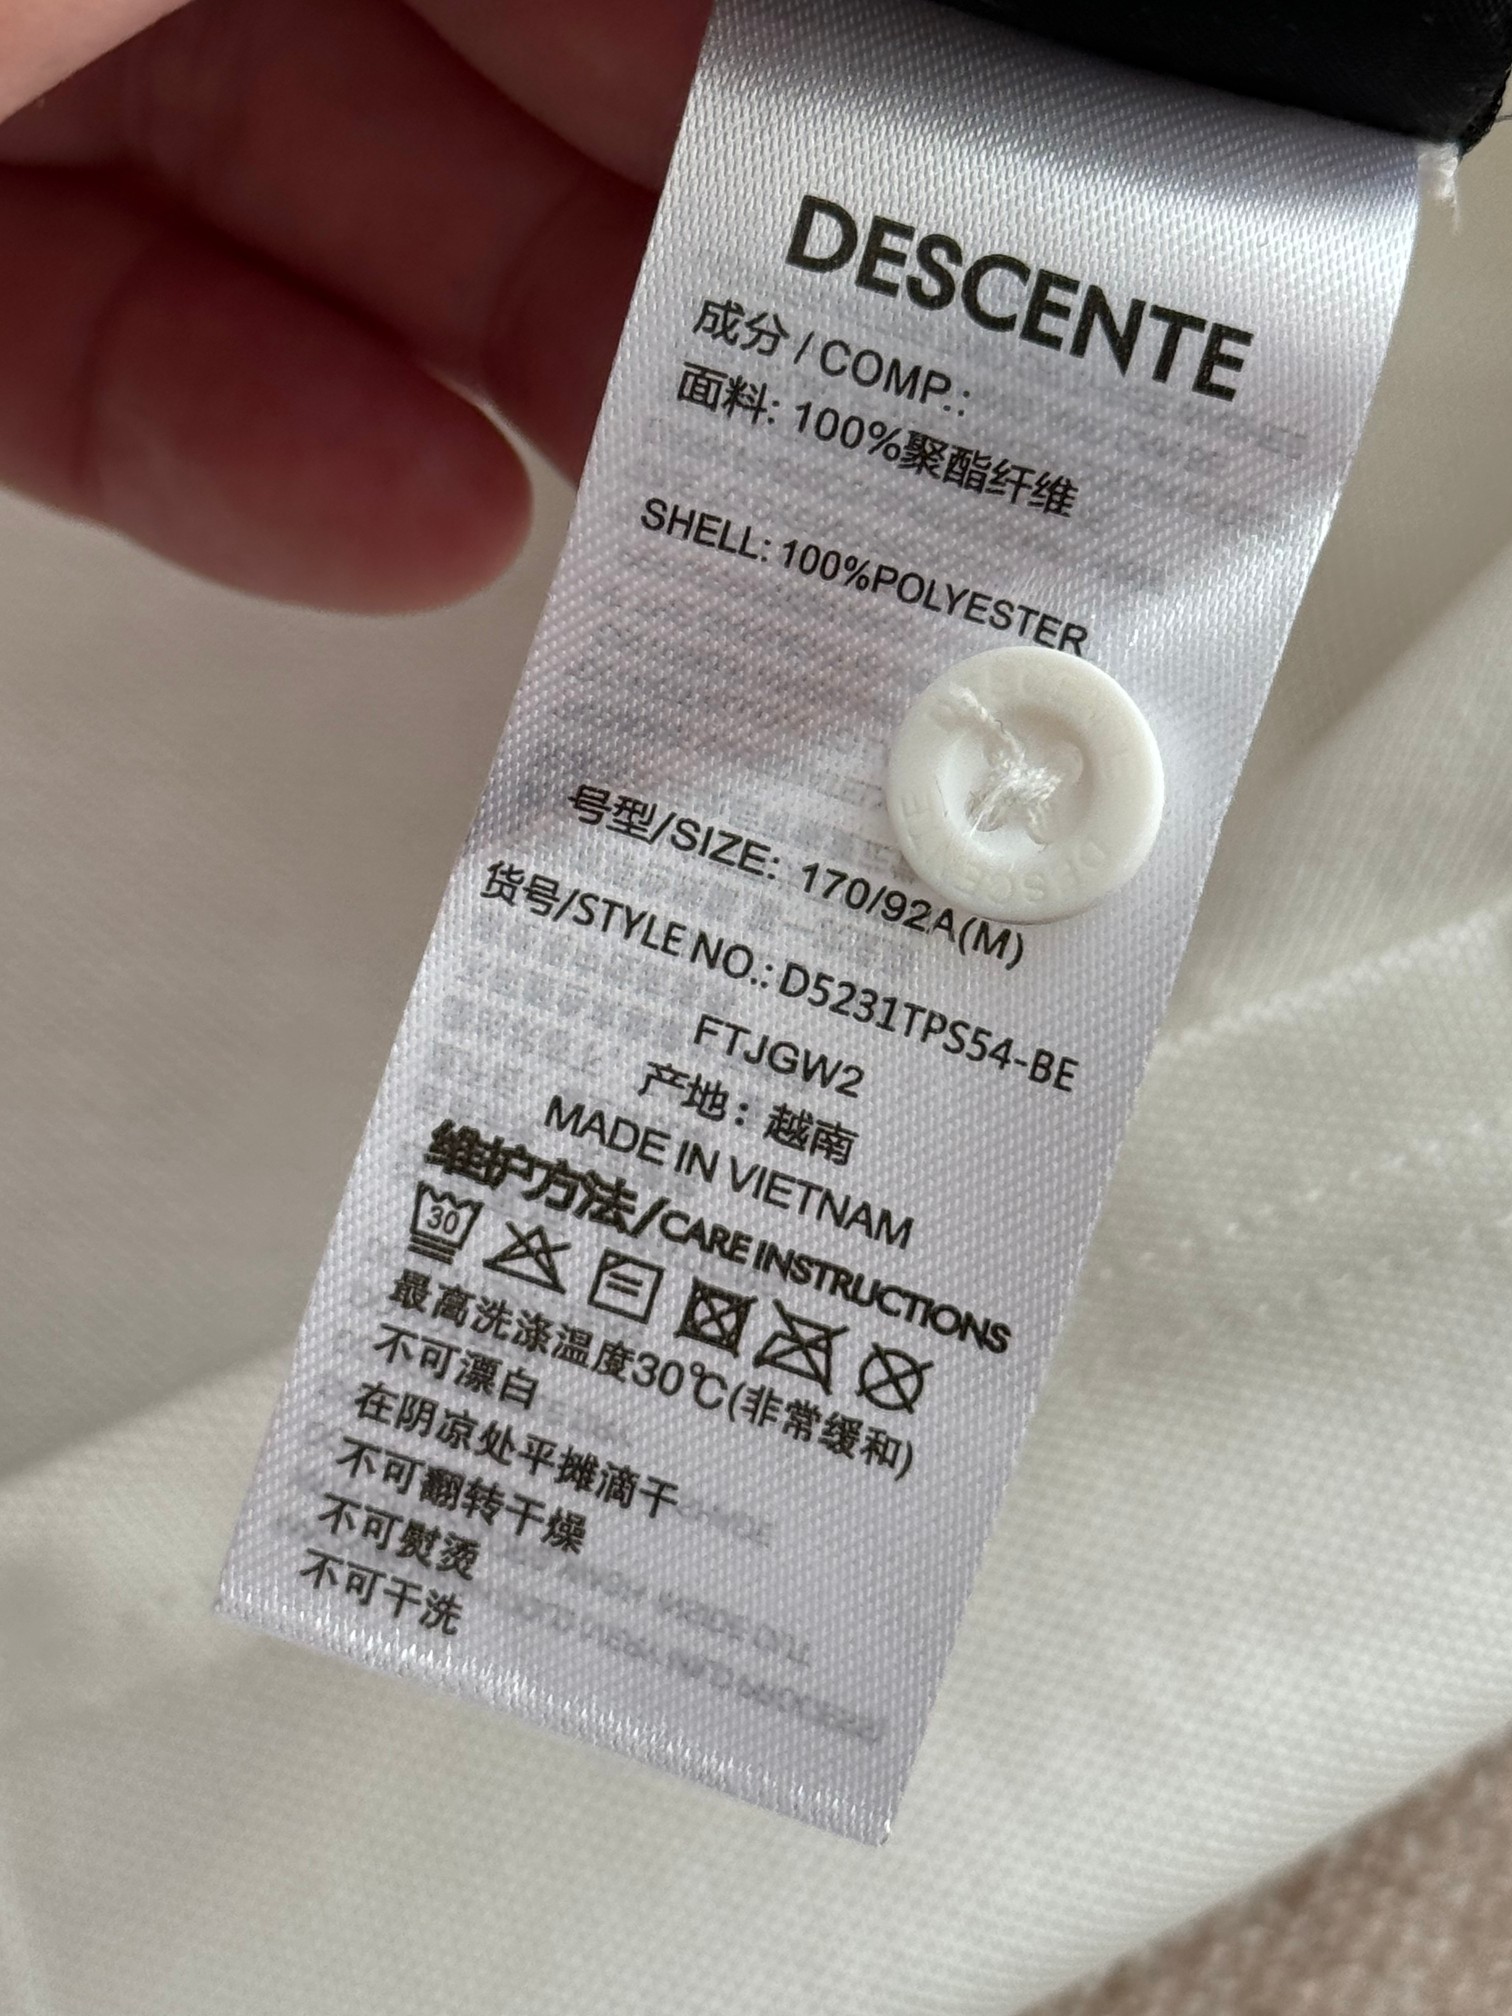 DESCENTE
成分 / COMP.:
面料: 100%聚酯纤维
SHELL: 100%POLYESTER
号型/SIZE: 170/92A(M)
货号/STYLE NO.: D5231TPS54-BE
FTJGW2
产地: 越南
MADE IN VIETNAM
维护方法/CARE INSTRUCTIONS
30
最高洗涤温度30℃(非常缓和)
不可漂白
在阴凉处平摊滴干
不可翻转干燥
不可熨烫
不可干洗